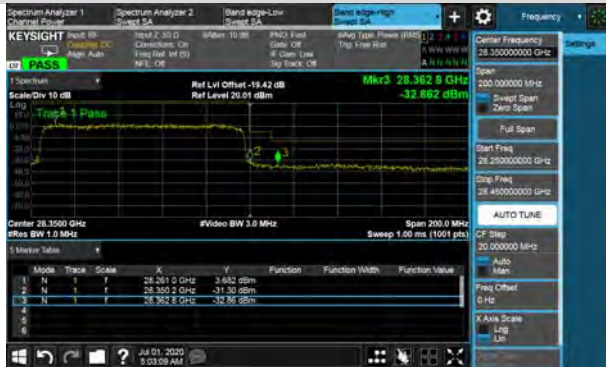 Spectrum Analyzer 1
Channel Power
Spectrum Analyzer 2
Swept SA
Band edge-Low
Swept SA
Band edge-High
Swept SA
Frequency
KEYSIGHT Input: RF
Align: Auto
Corrections: On
Freq Ref: Int (S)
NFE: Off
#Atten: 10 dB
PNO: Fast
Gate: Off
IF Gain: Low
Sig Track: Off
#Avg Type: Power (RMS)
Trig: Free Run
PASS
1 Spectrum
Scale/Div 10 dB
Log
Ref Lvl Offset -19.42 dB
Ref Level 20.01 dBm
Mkr3 28.362 8 GHz
-32.862 dBm
Trace 1 Pass
2
3
Center 28.3500 GHz
#Res BW 1.0 MHz
#Video BW 3.0 MHz
Span 200.0 MHz
Sweep 1.00 ms (1001 pts)
5 Marker Table
Mode Trace Scale X Y Function Function Width Function Value
1 N 1 f 28.261 0 GHz 3.682 dBm
2 N 1 f 28.350 2 GHz -31.30 dBm
3 N 1 f 28.362 8 GHz -32.86 dBm
4
5
6
Jul 01, 2020
5:03:09 AM
Center Frequency
28.350000000 GHz
Settings
Span
200.000000 MHz
Swept Span
Zero Span
Full Span
Start Freq
28.250000000 GHz
Stop Freq
28.450000000 GHz
AUTO TUNE
CF Step
20.000000 MHz
Auto
Man
Freq Offset
0 Hz
X Axis Scale
Log
Lin